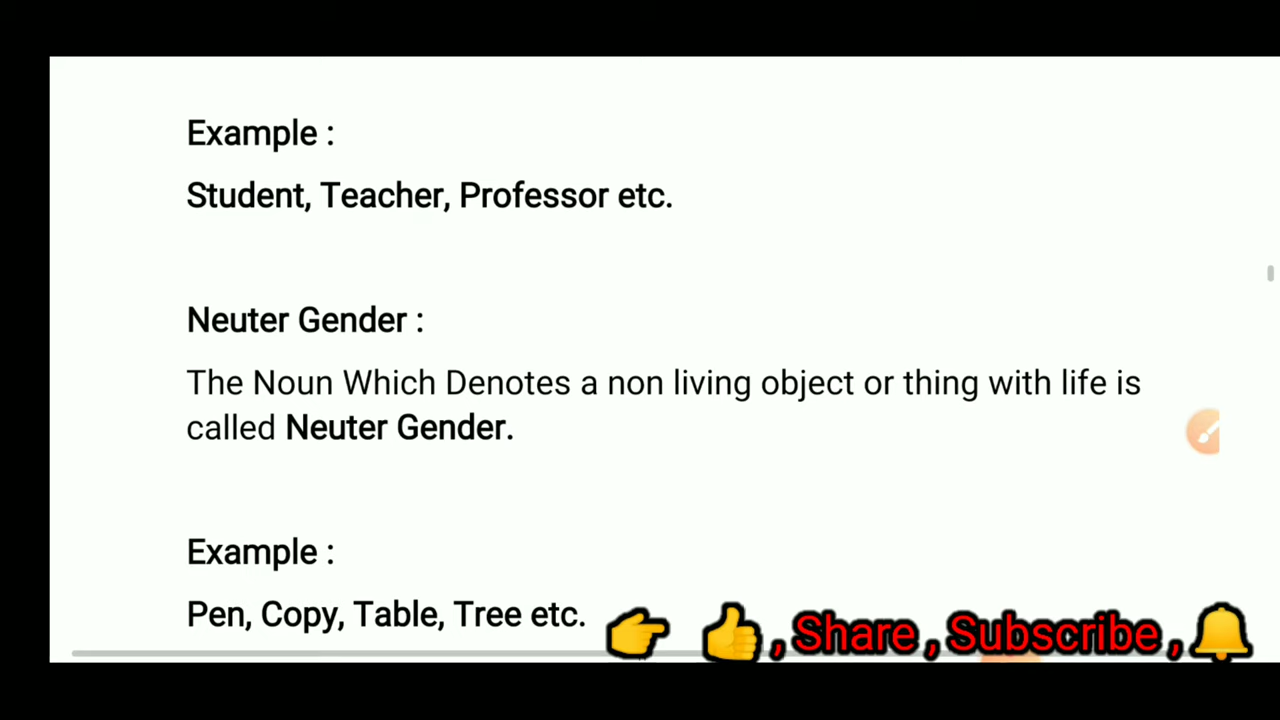 Example :
Student, Teacher, Professor etc.
Neuter Gender :
The Noun Which Denotes a non living object or thing with life is
called Neuter Gender.
Example :
Pen, Copy, Table, Tree etc.
👉 👍 , Share , Subscribe , 🔔